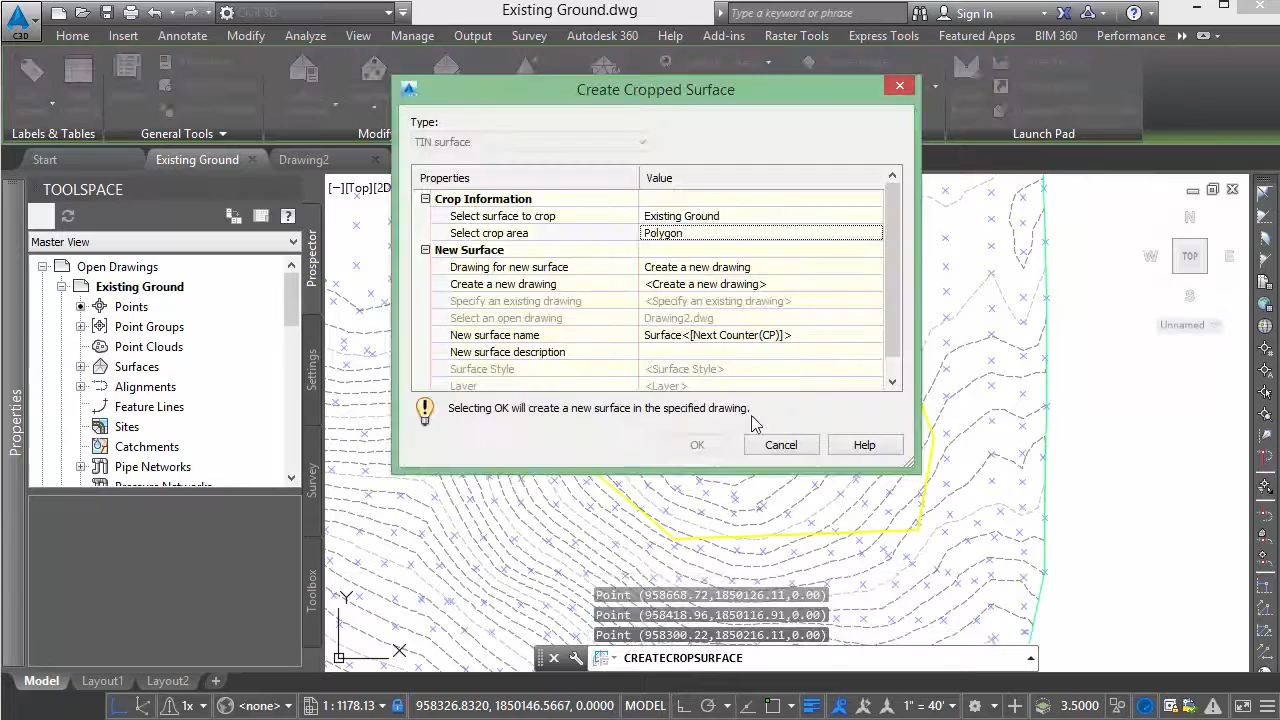 Civil 3D
Existing Ground.dwg
Type a keyword or phrase
Sign In
C3D
Home Insert Annotate Modify Analyze View Manage Output Survey Autodesk 360 Help Add-ins Raster Tools Express Tools Featured Apps BIM 360 Performance
Labels & Tables
General Tools
Launch Pad
Start
Existing Ground
Drawing2
TOOLSPACE
Master View
Open Drawings
Existing Ground
Points
Point Groups
Point Clouds
Surfaces
Alignments
Feature Lines
Sites
Catchments
Pipe Networks
Pressure Networks
Properties
Prospector
Settings
Survey
Toolbox
[−][Top][2D
Create Cropped Surface
Type:
TIN surface
Properties Value
Crop Information
Select surface to crop Existing Ground
Select crop area Polygon
New Surface
Drawing for new surface Create a new drawing
Create a new drawing <Create a new drawing>
Specify an existing drawing <Specify an existing drawing>
Select an open drawing Drawing2.dwg
New surface name Surface<[Next Counter(CP)]>
New surface description
Surface Style <Surface Style>
Layer <Layer>
Selecting OK will create a new surface in the specified drawing.
OK Cancel Help
N
W TOP E
S
Unnamed
Point (958668.72,1850126.11,0.00)
Point (958418.96,1850116.91,0.00)
Point (958300.22,1850216.11,0.00)
Y
X
CREATECROPSURFACE
Model Layout1 Layout2 +
1x <none> 1 : 1178.13 958326.8320, 1850146.5667, 0.0000 MODEL 1" = 40' 3.5000